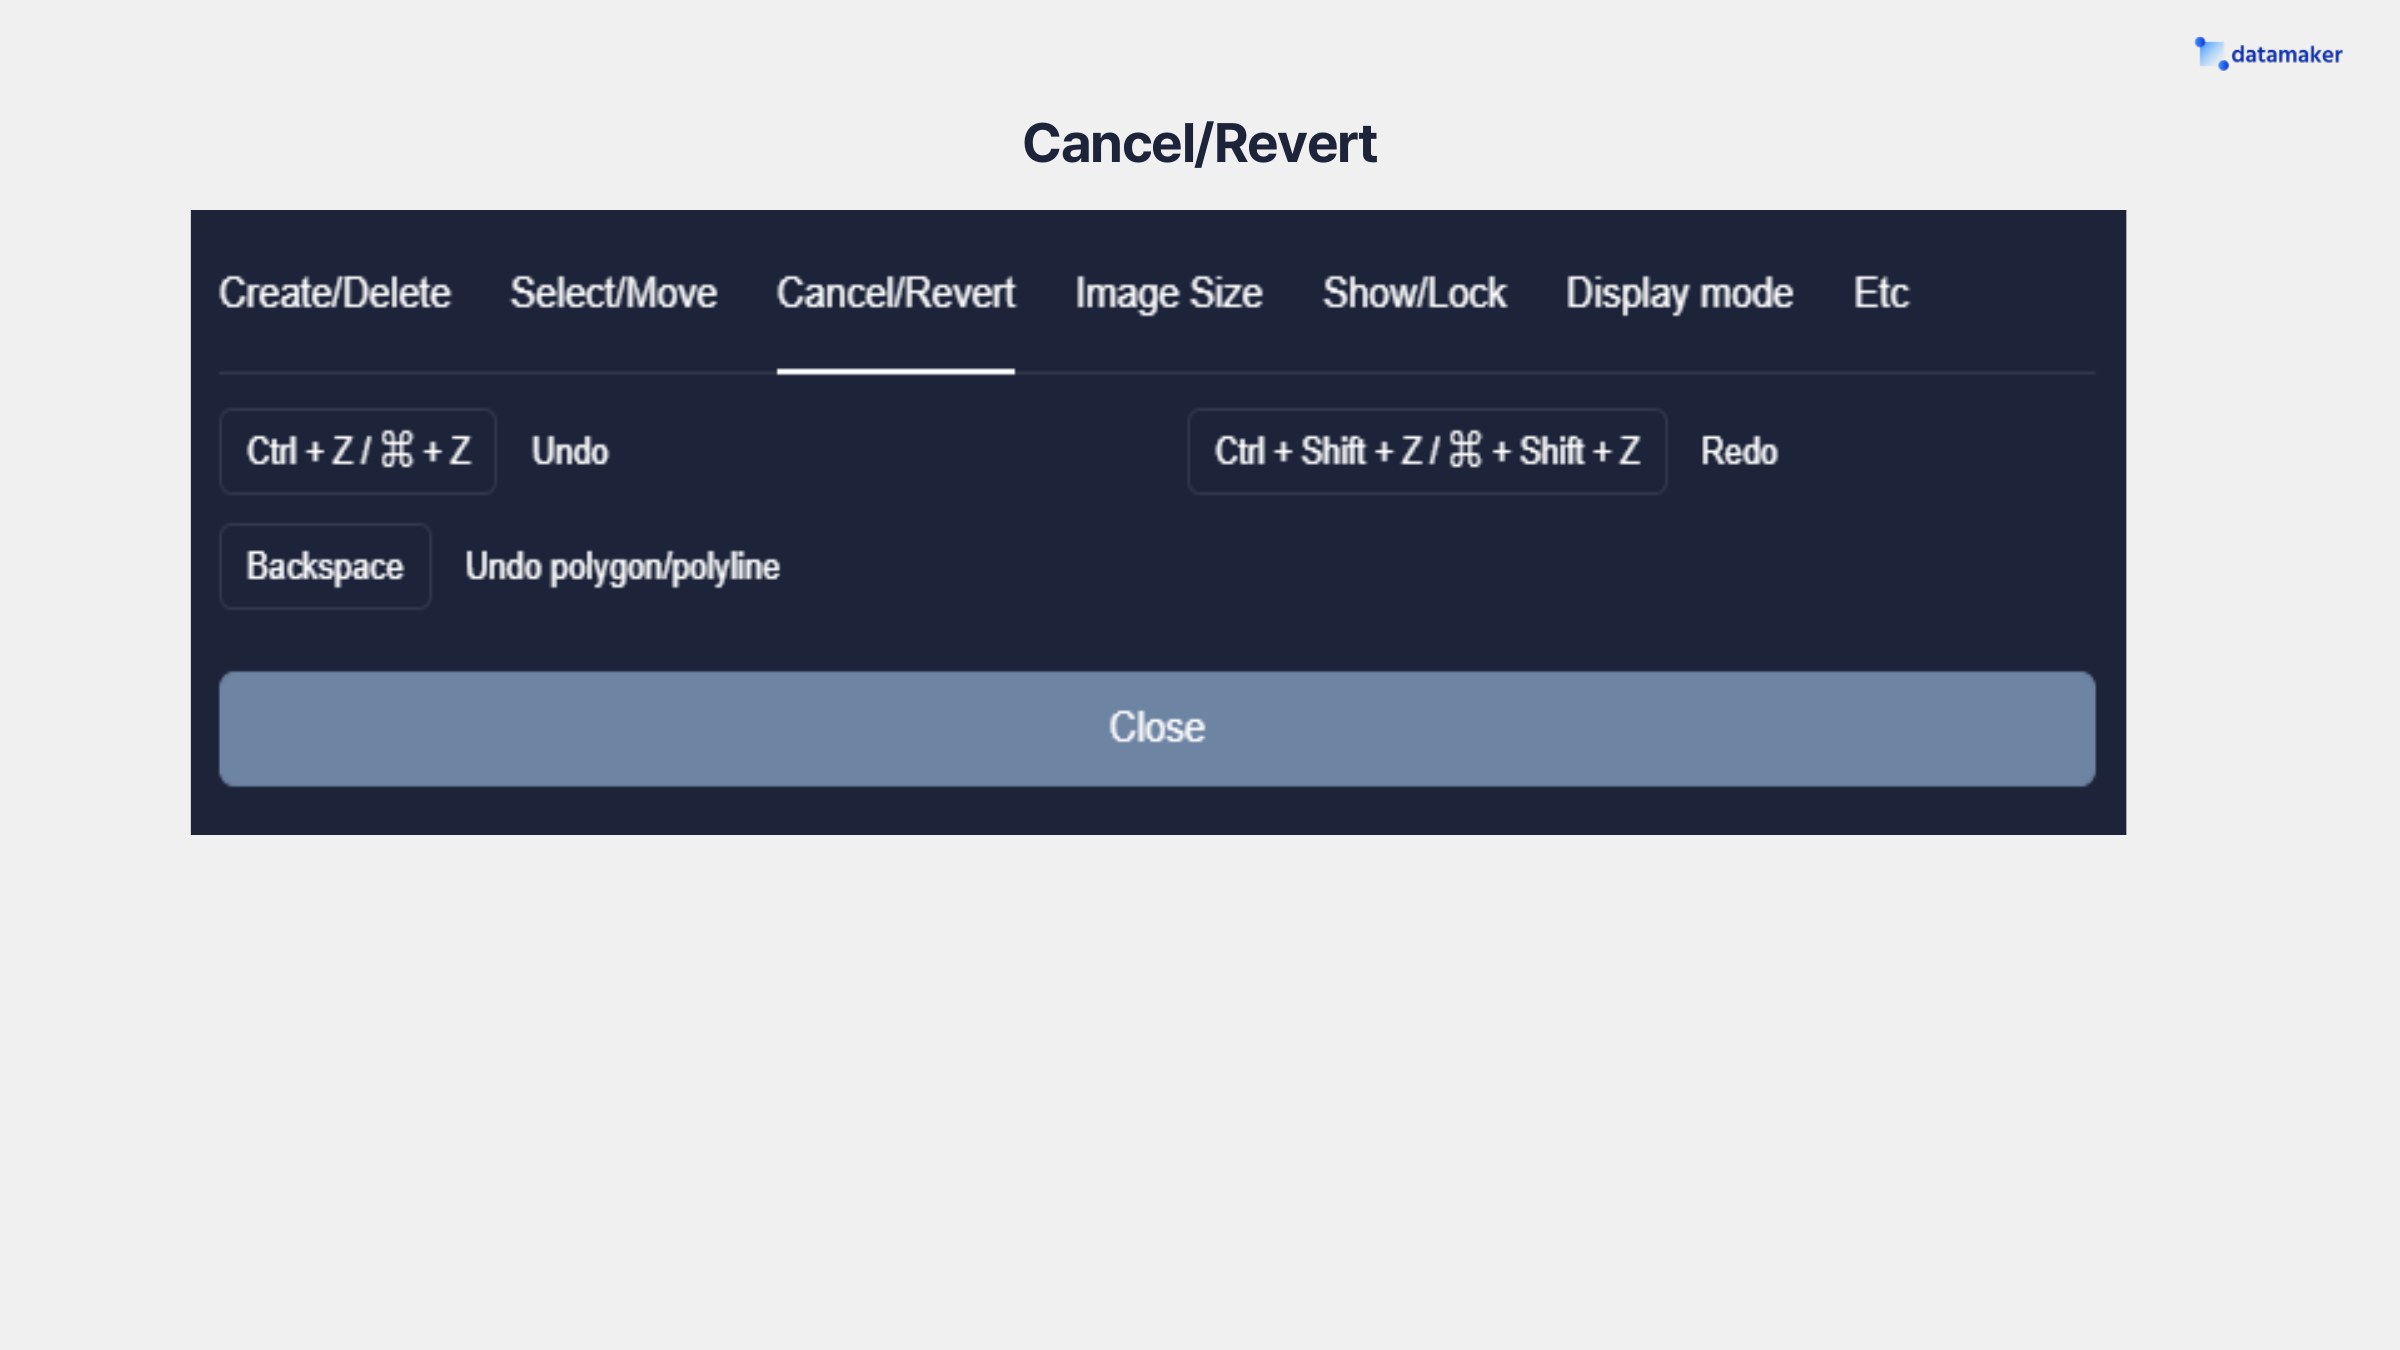 datamaker
Cancel/Revert
Create/Delete Select/Move Cancel/Revert Image Size Show/Lock Display mode Etc
Ctrl + Z / ⌘ + Z Undo Ctrl + Shift + Z / ⌘ + Shift + Z Redo
Backspace Undo polygon/polyline
Close